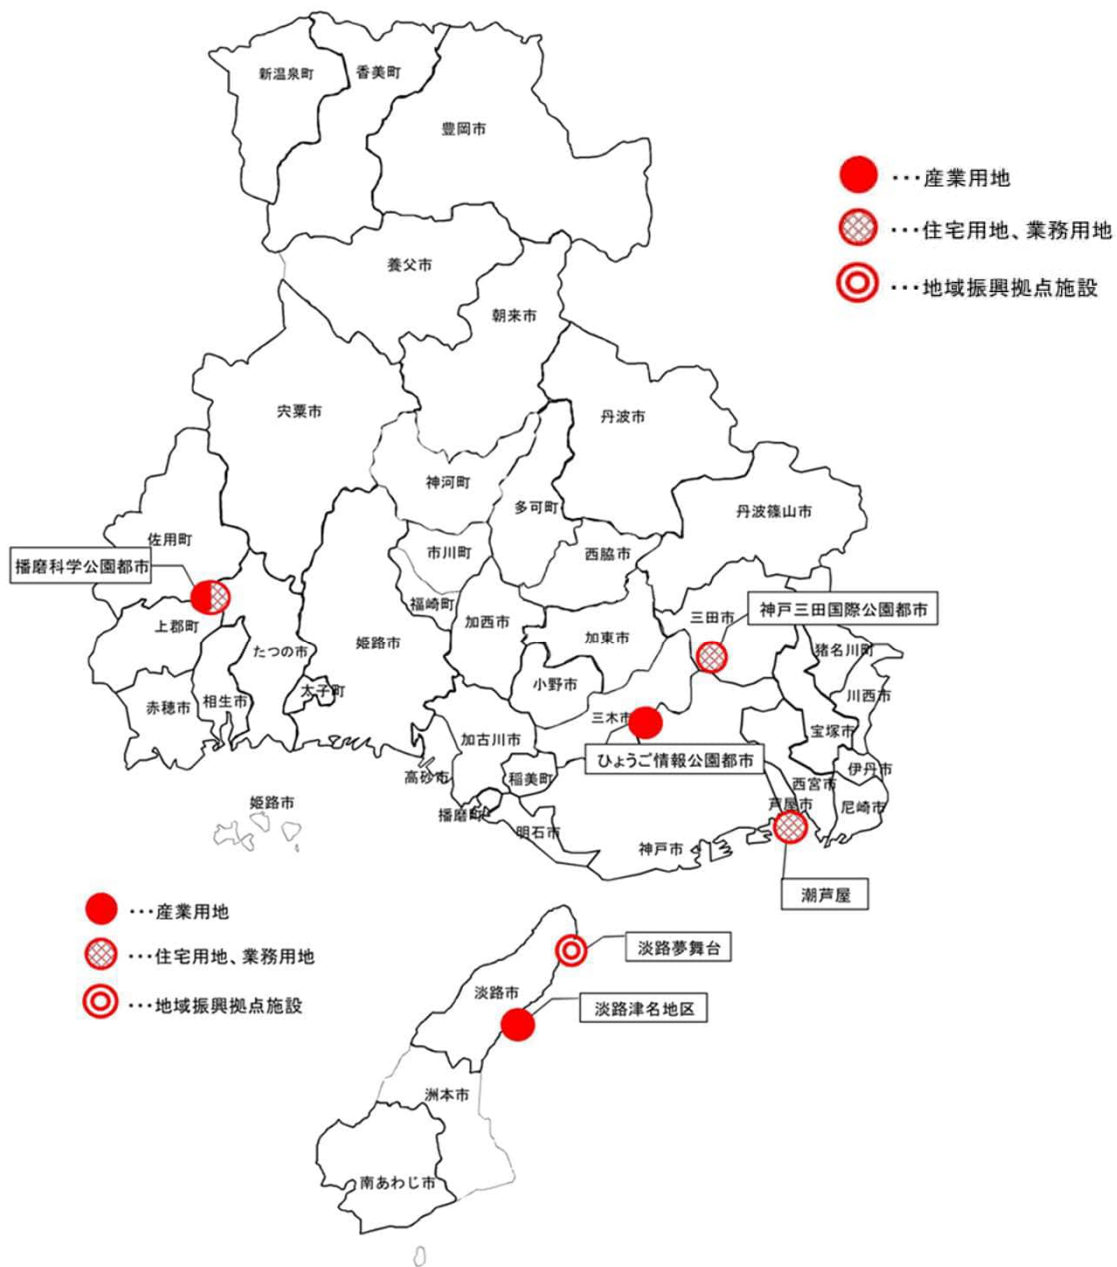 新温泉町
香美町
豊岡市
・・・産業用地
・・・住宅用地、業務用地
・・・地域振興拠点施設
養父市
朝来市
宍粟市
丹波市
神河町
多可町
丹波篠山市
佐用町
市川町
西脇市
播磨科学公園都市
福崎町
加西市
神戸三田国際公園都市
三田市
上郡町
加東市
姫路市
たつの市
猪名川町
小野市
太子町
川西市
赤穂市
相生市
三木市
加古川市
宝塚市
ひょうご情報公園都市
伊丹市
高砂市
稲美町
西宮市
姫路市
芦屋市
尼崎市
播磨町
明石市
神戸市
潮芦屋
・・・産業用地
・・・住宅用地、業務用地
・・・地域振興拠点施設
淡路夢舞台
淡路市
淡路津名地区
洲本市
南あわじ市